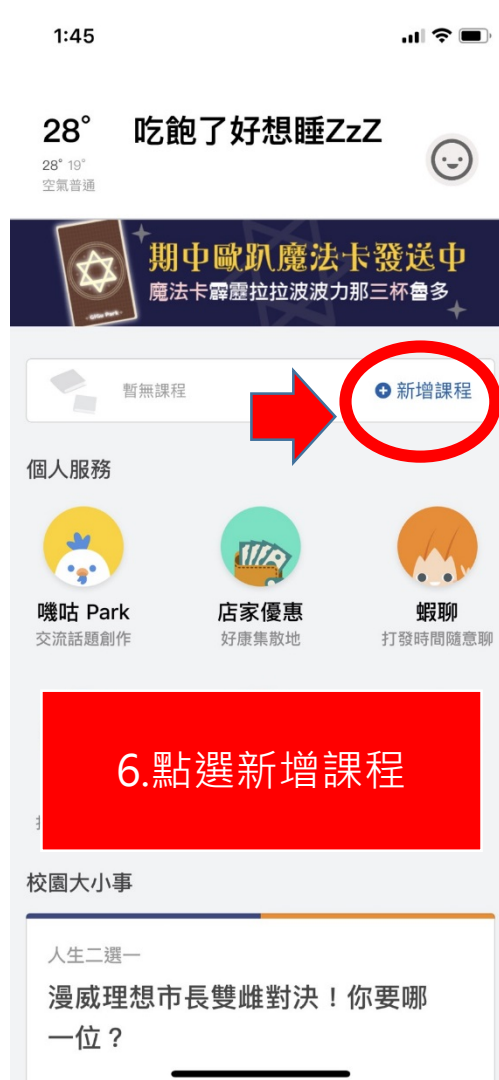 1:45
28°
吃飽了好想睡ZzZ
28° 19°
空氣普通
期中歐趴魔法卡發送中
魔法卡霹靂拉拉波波力那三杯魯多
暫無課程
新增課程
個人服務
嘰咕 Park
店家優惠
蝦聊
交流話題創作
好康集散地
打發時間隨意聊
6.點選新增課程
校園大小事
人生二選一
漫威理想市長雙雌對決！你要哪
一位？